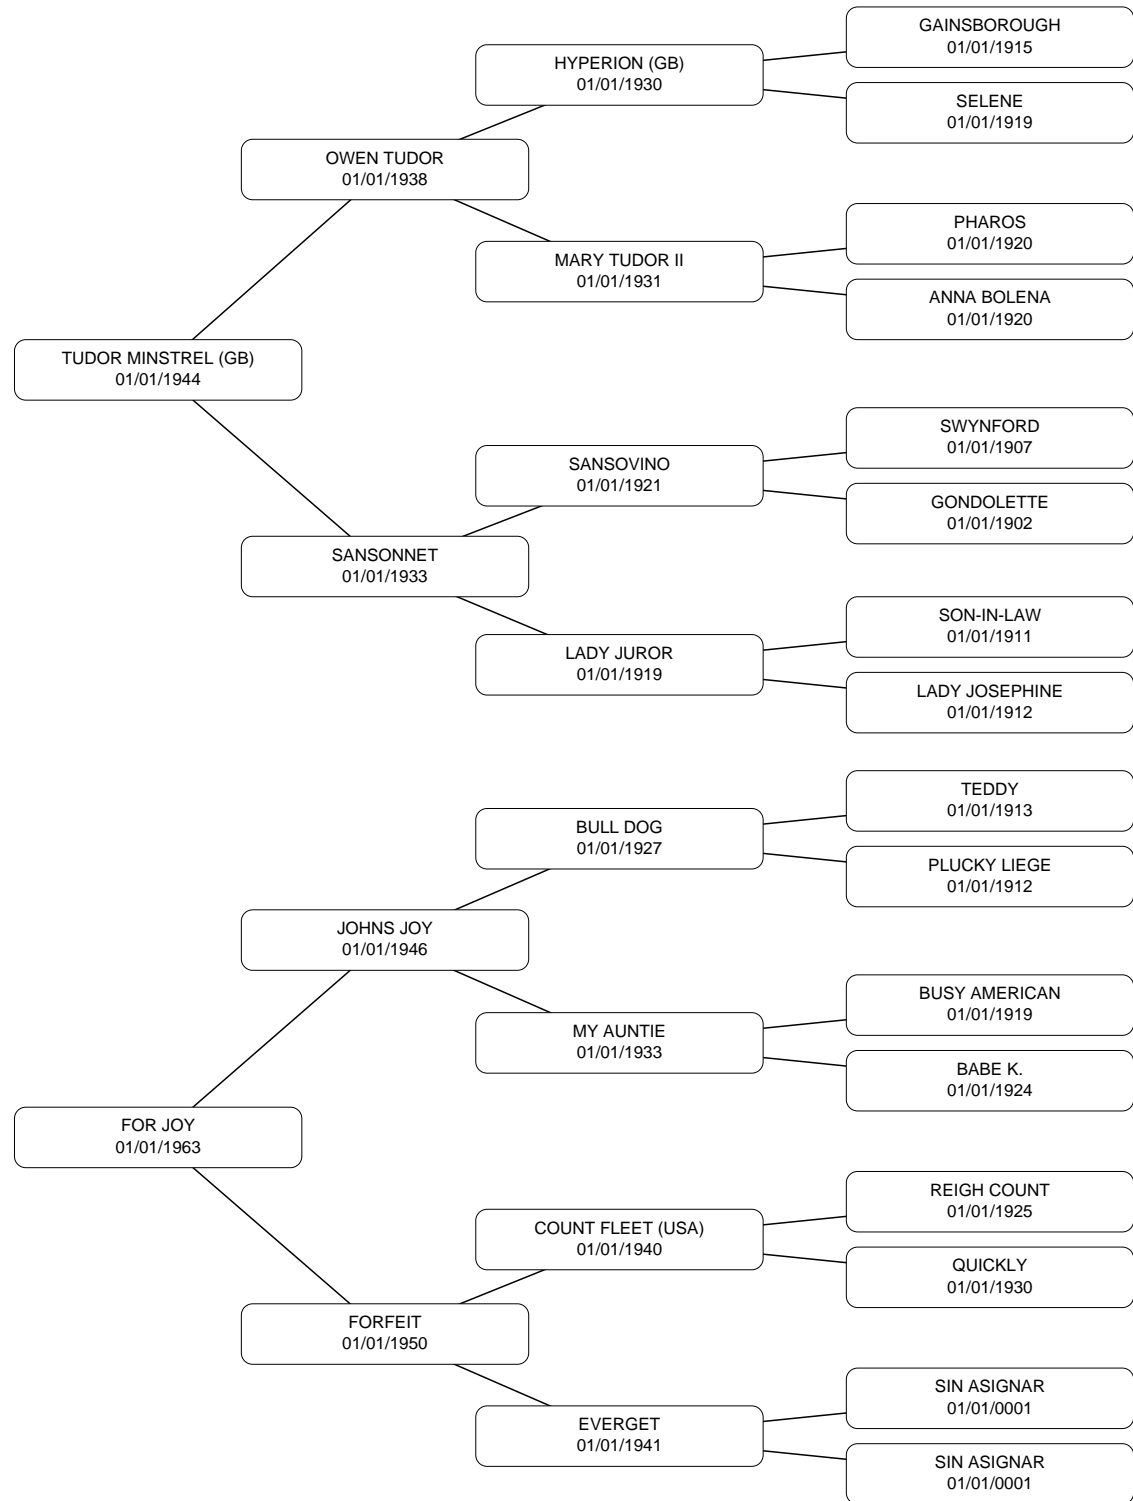 GAINSBOROUGH
01/01/1915
HYPERION (GB)
01/01/1930
SELENE
01/01/1919
OWEN TUDOR
01/01/1938
PHAROS
01/01/1920
MARY TUDOR II
01/01/1931
ANNA BOLENA
01/01/1920
TUDOR MINSTREL (GB)
01/01/1944
SWYNFORD
01/01/1907
SANSOVINO
01/01/1921
GONDOLETTE
01/01/1902
SANSONNET
01/01/1933
SON-IN-LAW
01/01/1911
LADY JUROR
01/01/1919
LADY JOSEPHINE
01/01/1912
TEDDY
01/01/1913
BULL DOG
01/01/1927
PLUCKY LIEGE
01/01/1912
JOHNS JOY
01/01/1946
BUSY AMERICAN
01/01/1919
MY AUNTIE
01/01/1933
BABE K.
01/01/1924
FOR JOY
01/01/1963
REIGH COUNT
01/01/1925
COUNT FLEET (USA)
01/01/1940
QUICKLY
01/01/1930
FORFEIT
01/01/1950
SIN ASIGNAR
01/01/0001
EVERGET
01/01/1941
SIN ASIGNAR
01/01/0001